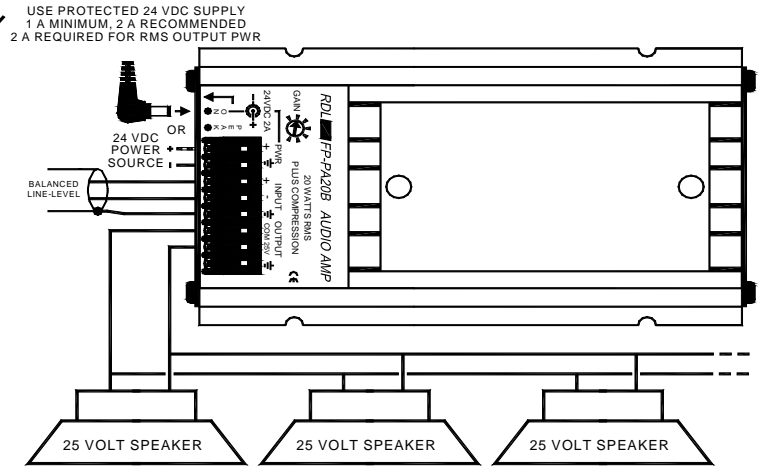 USE PROTECTED 24 VDC SUPPLY
1 A MINIMUM, 2 A RECOMMENDED
2 A REQUIRED FOR RMS OUTPUT PWR
OR
24 VDC +
POWER
SOURCE -
BALANCED
LINE-LEVEL
ON
PEAK
24VDC 2A
- +
GAIN
RDL FP-PA20B AUDIO AMP
20 WATTS RMS
PLUS COMPRESSION
CE
+ PWR
+ - INPUT
COM 25V OUTPUT
25 VOLT SPEAKER
25 VOLT SPEAKER
25 VOLT SPEAKER